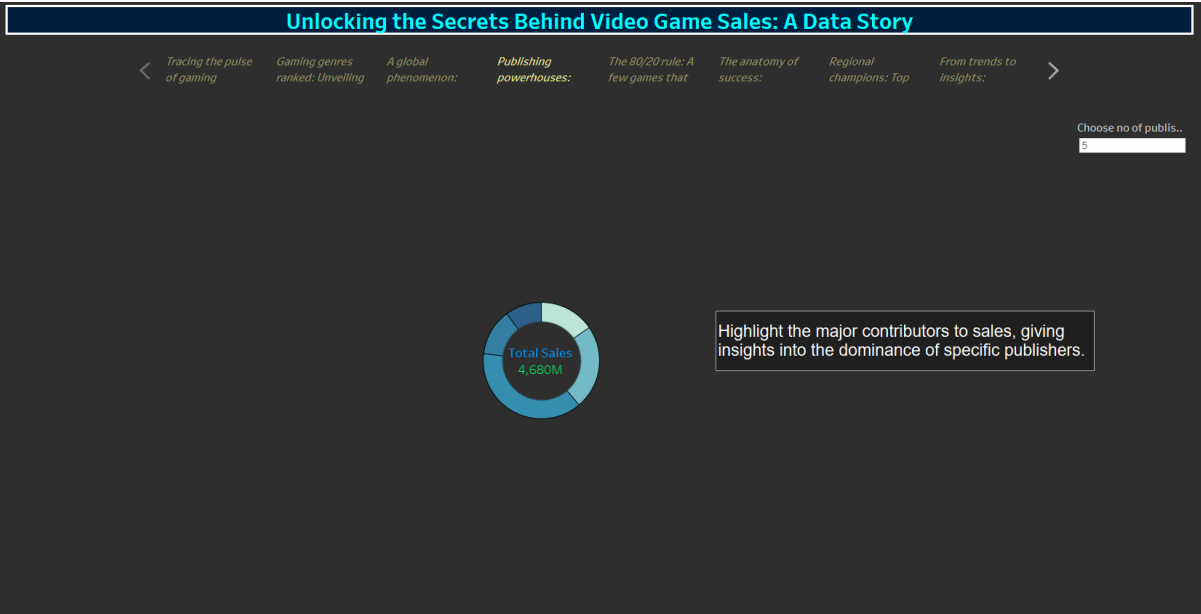 Unlocking the Secrets Behind Video Game Sales: A Data Story
Tracing the pulse
of gaming
Gaming genres
ranked: Unveiling
A global
phenomenon:
Publishing
powerhouses:
The 80/20 rule: A
few games that
The anatomy of
success:
Regional
champions: Top
From trends to
insights:
Choose no of publis..
5
Total Sales
4,680M
Highlight the major contributors to sales, giving
insights into the dominance of specific publishers.